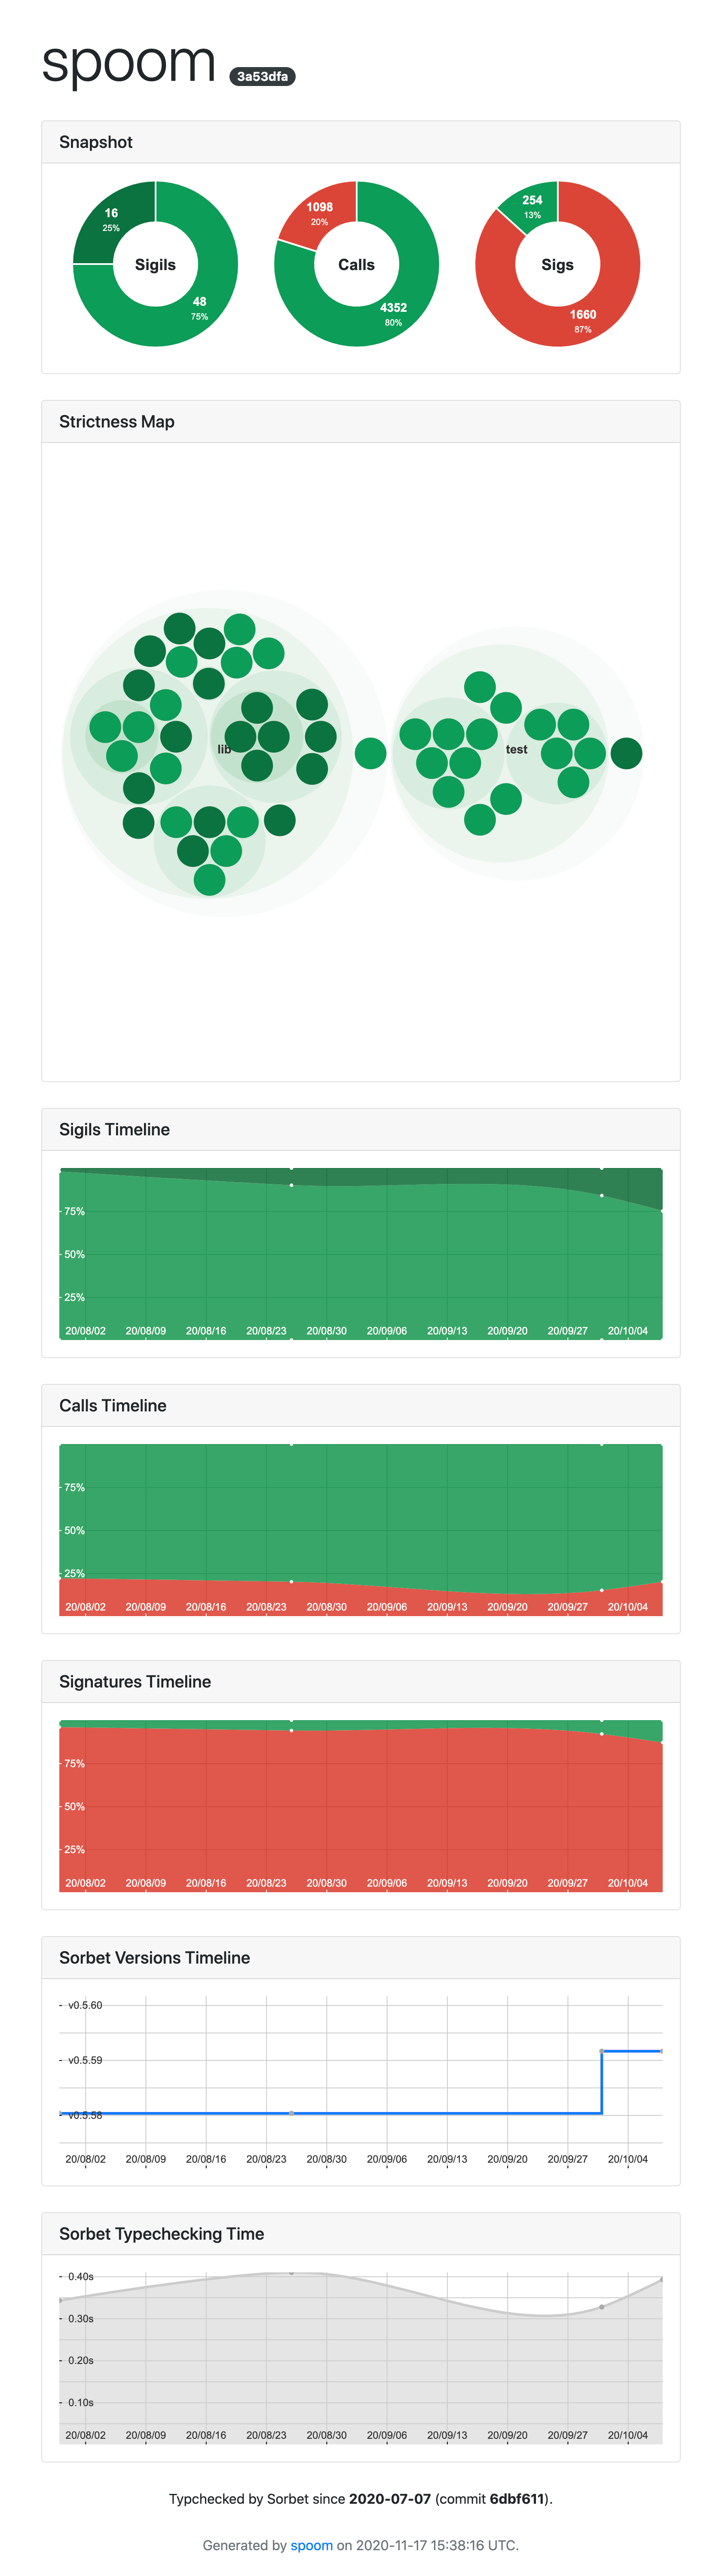 spoom 3a53dfa
Snapshot
16
25%
Sigils
48
75%
1098
20%
Calls
4352
80%
254
13%
Sigs
1660
87%
Strictness Map
lib
test
Sigils Timeline
75%
50%
25%
20/08/02 20/08/09 20/08/16 20/08/23 20/08/30 20/09/06 20/09/13 20/09/20 20/09/27 20/10/04
Calls Timeline
75%
50%
25%
20/08/02 20/08/09 20/08/16 20/08/23 20/08/30 20/09/06 20/09/13 20/09/20 20/09/27 20/10/04
Signatures Timeline
75%
50%
25%
20/08/02 20/08/09 20/08/16 20/08/23 20/08/30 20/09/06 20/09/13 20/09/20 20/09/27 20/10/04
Sorbet Versions Timeline
v0.5.60
v0.5.59
v0.5.58
20/08/02 20/08/09 20/08/16 20/08/23 20/08/30 20/09/06 20/09/13 20/09/20 20/09/27 20/10/04
Sorbet Typechecking Time
0.40s
0.30s
0.20s
0.10s
20/08/02 20/08/09 20/08/16 20/08/23 20/08/30 20/09/06 20/09/13 20/09/20 20/09/27 20/10/04
Typchecked by Sorbet since 2020-07-07 (commit 6dbf611).
Generated by spoom on 2020-11-17 15:38:16 UTC.